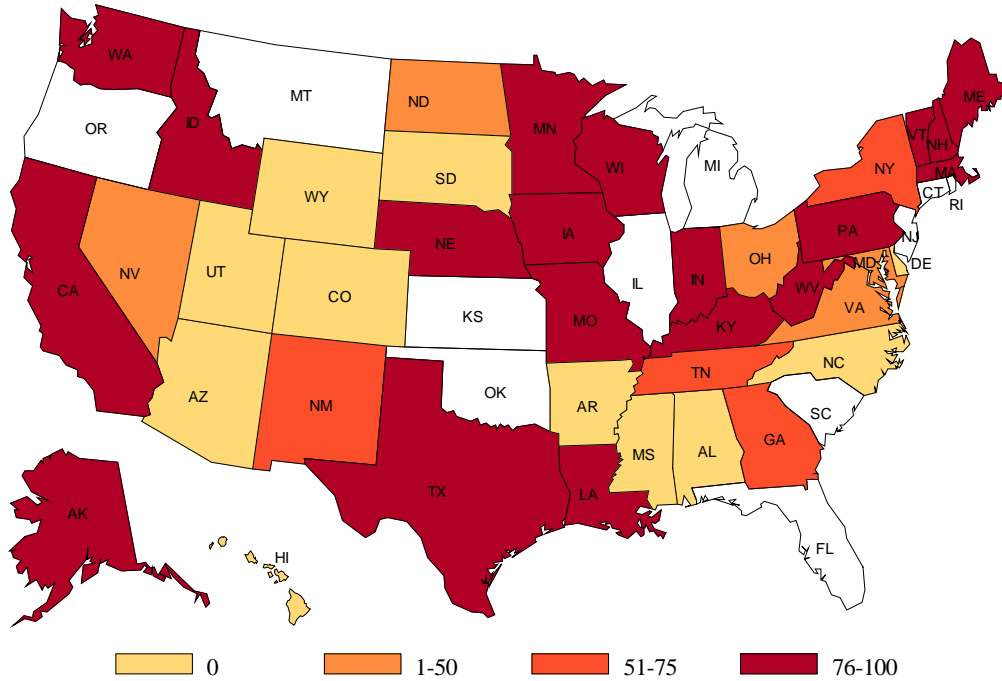 WA
ME
MT
ND
VT
MN
OR
ID
NH
MI
WI
NY
MA
SD
CT
RI
WY
PA
NE
IA
NJ
OH
MD
DE
NV
UT
IL
IN
CA
WV
CO
VA
KS
MO
KY
NC
TN
OK
AZ
NM
AR
SC
GA
MS
AL
TX
LA
AK
FL
HI
0 1-50 51-75 76-100